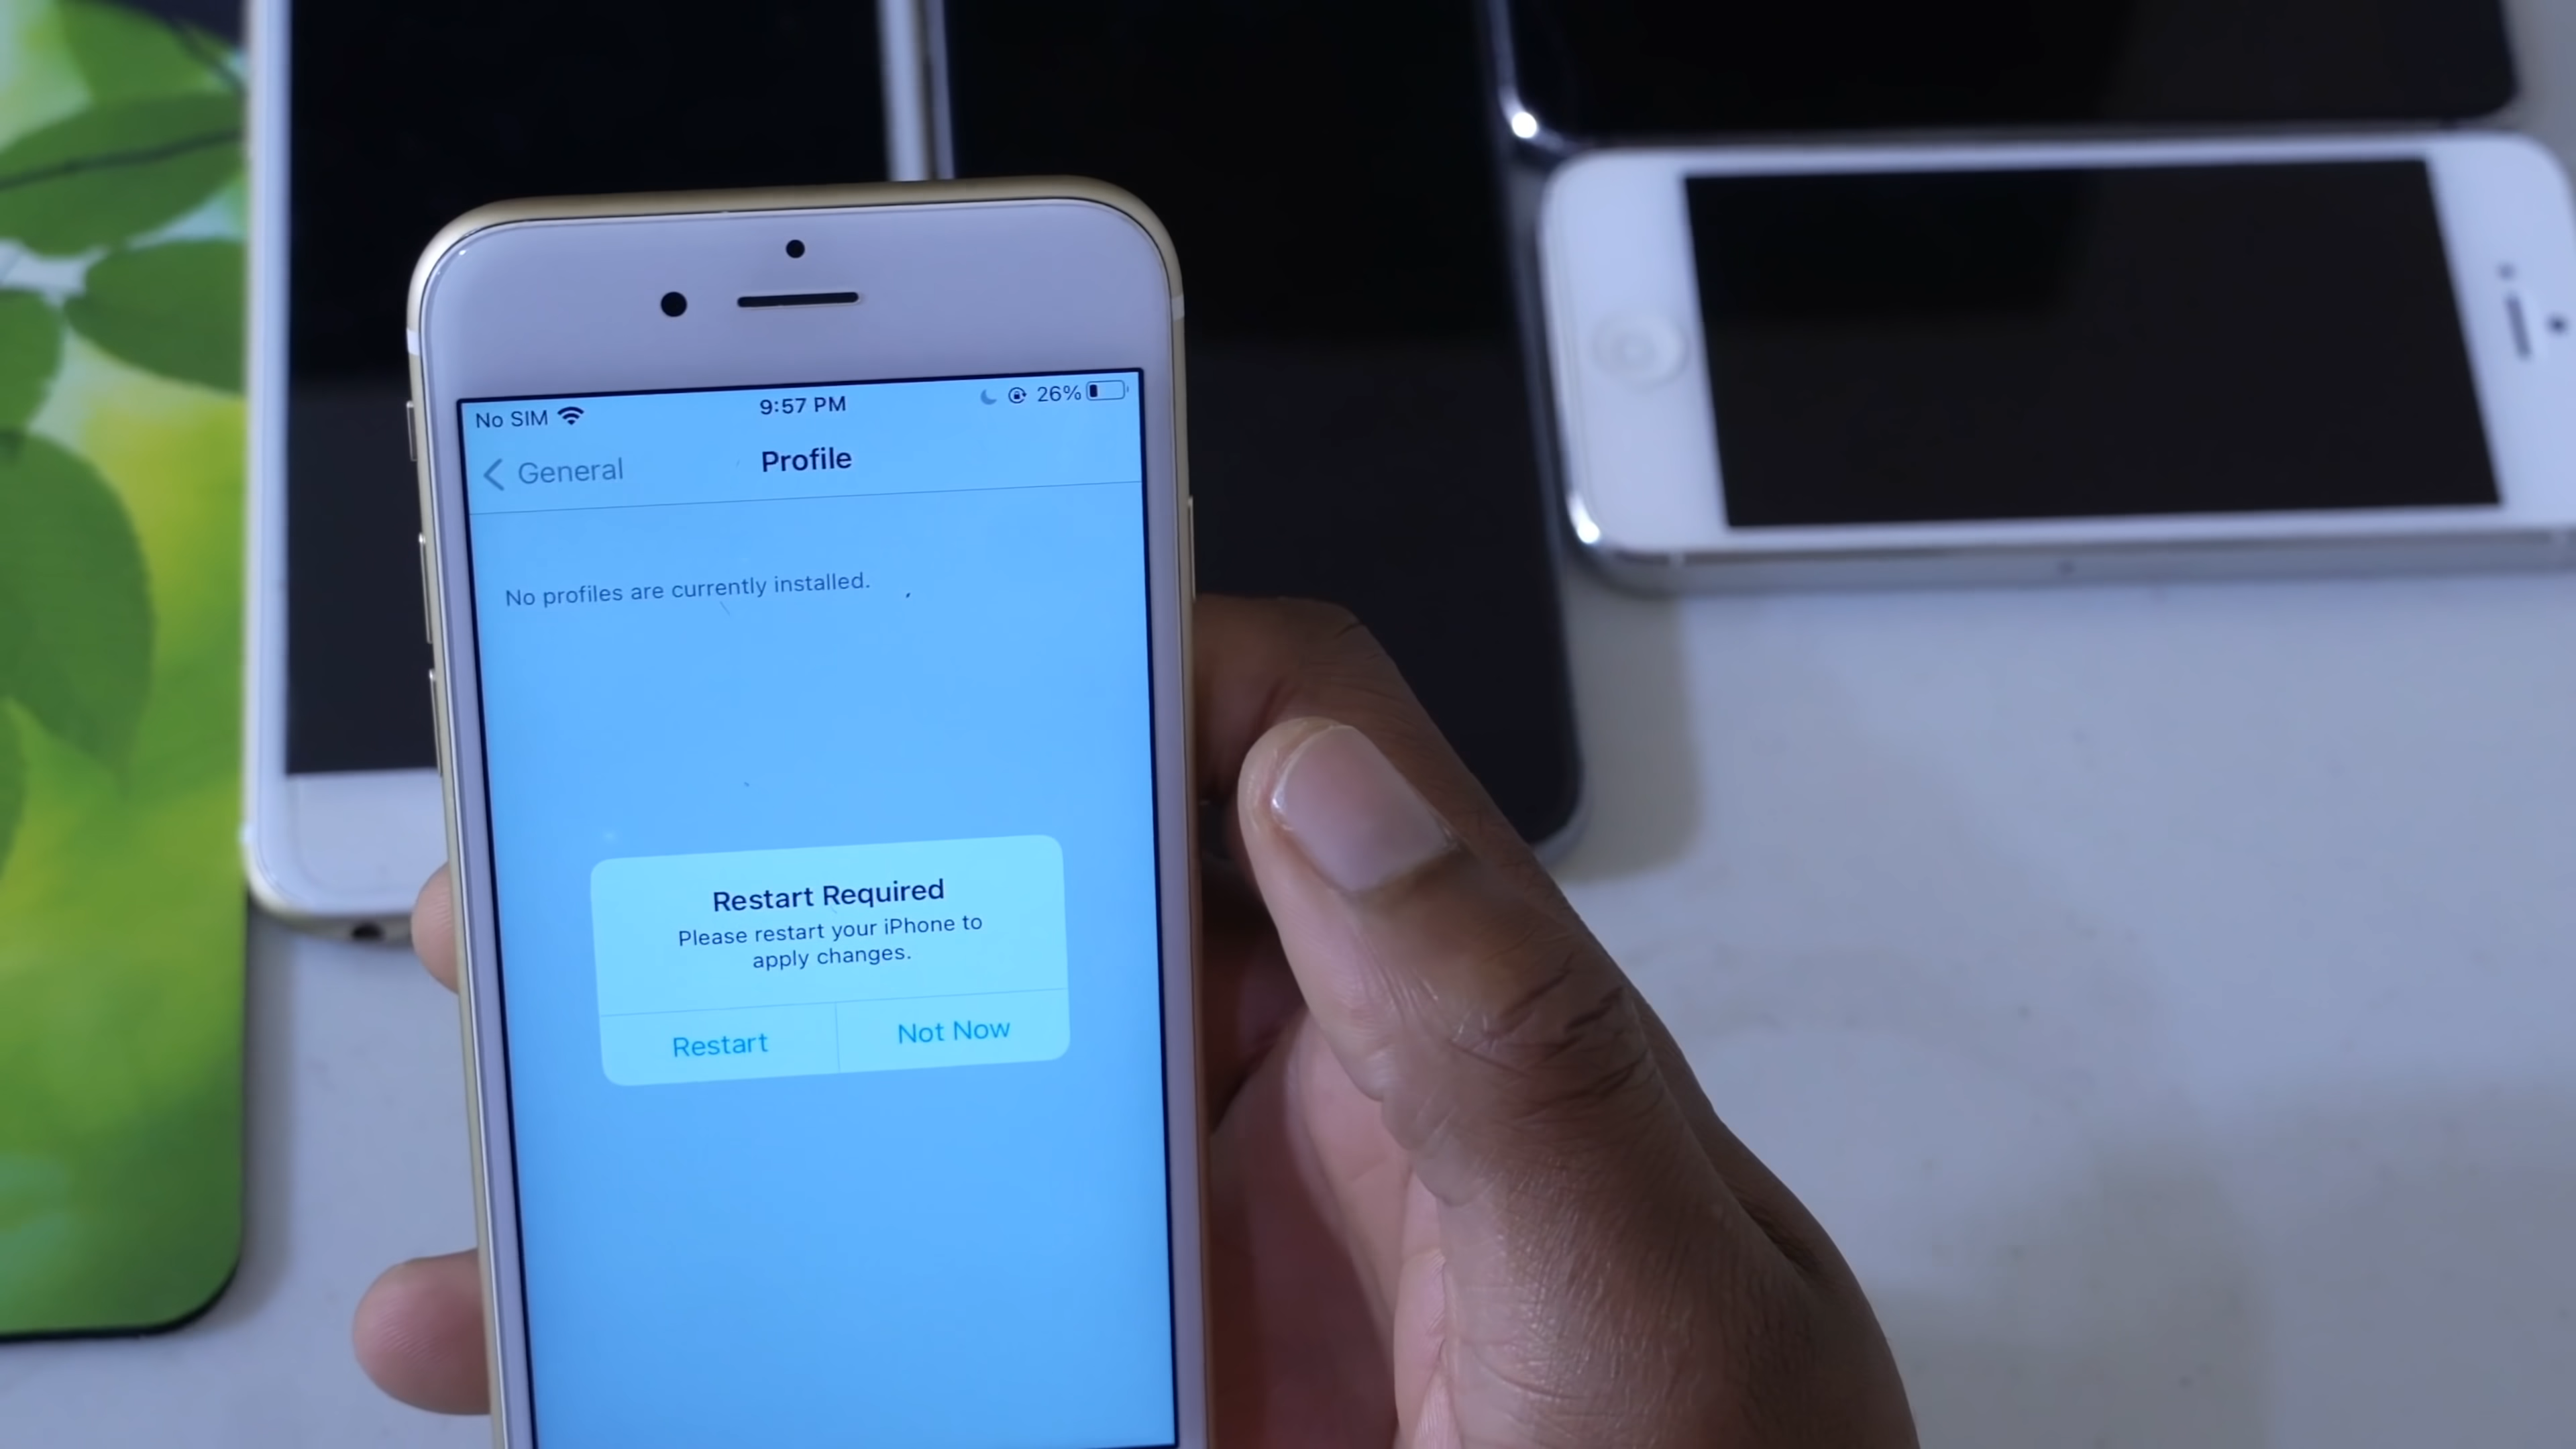 No SIM 9:57 PM 26%
General Profile
No profiles are currently installed.
Restart Required
Please restart your iPhone to
apply changes.
Restart Not Now